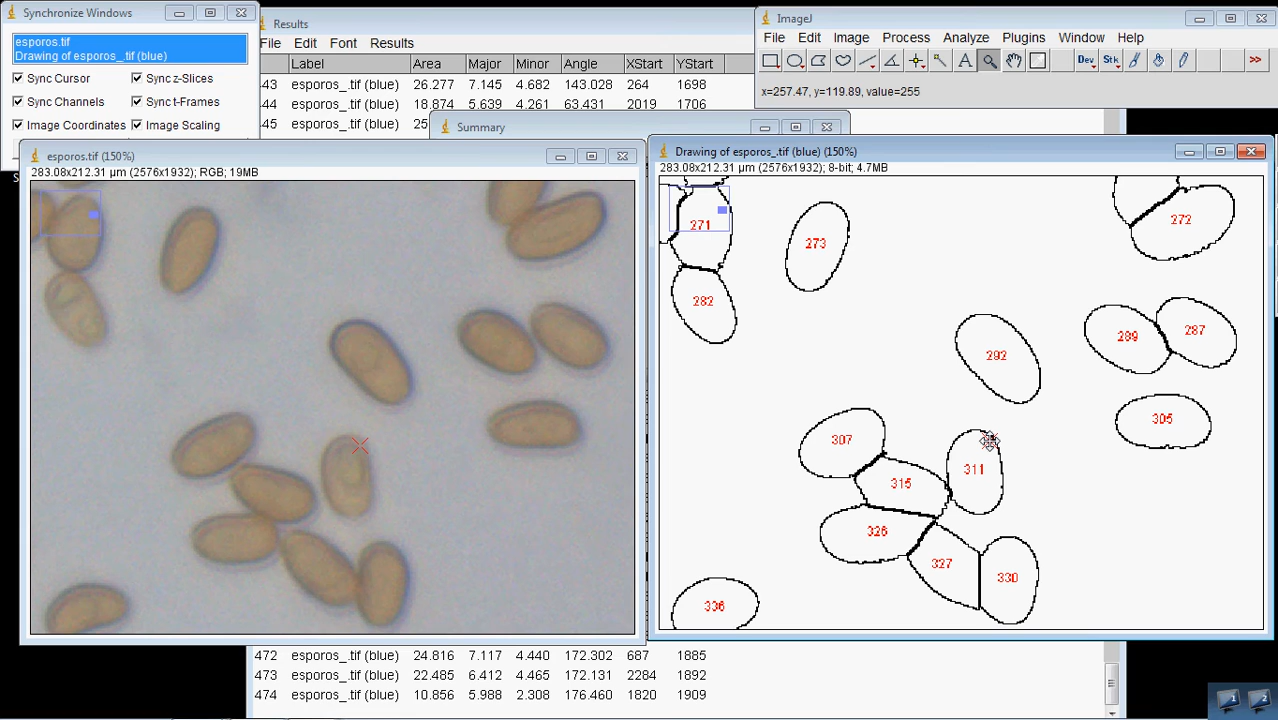 Synchronize Windows
esporos.tif
Drawing of esporos_.tif (blue)
Sync Cursor Sync z-Slices
Sync Channels Sync t-Frames
Image Coordinates Image Scaling
Results
File Edit Font Results
Label Area Major Minor Angle XStart YStart
43 esporos_.tif (blue) 26.277 7.145 4.682 143.028 264 1698
44 esporos_.tif (blue) 18.874 5.639 4.261 63.431 2019 1706
45 esporos_.tif (blue) 25
Summary
ImageJ
File Edit Image Process Analyze Plugins Window Help
A Dev Stk >>
x=257.47, y=119.89, value=255
esporos.tif (150%)
283.08x212.31 µm (2576x1932); RGB; 19MB
Drawing of esporos_.tif (blue) (150%)
283.08x212.31 µm (2576x1932); 8-bit; 4.7MB
271
272
273
282
289
287
292
305
307
311
315
326
327
330
336
472 esporos_.tif (blue) 24.816 7.117 4.440 172.302 687 1885
473 esporos_.tif (blue) 22.485 6.412 4.465 172.131 2284 1892
474 esporos_.tif (blue) 10.856 5.988 2.308 176.460 1820 1909
1 2